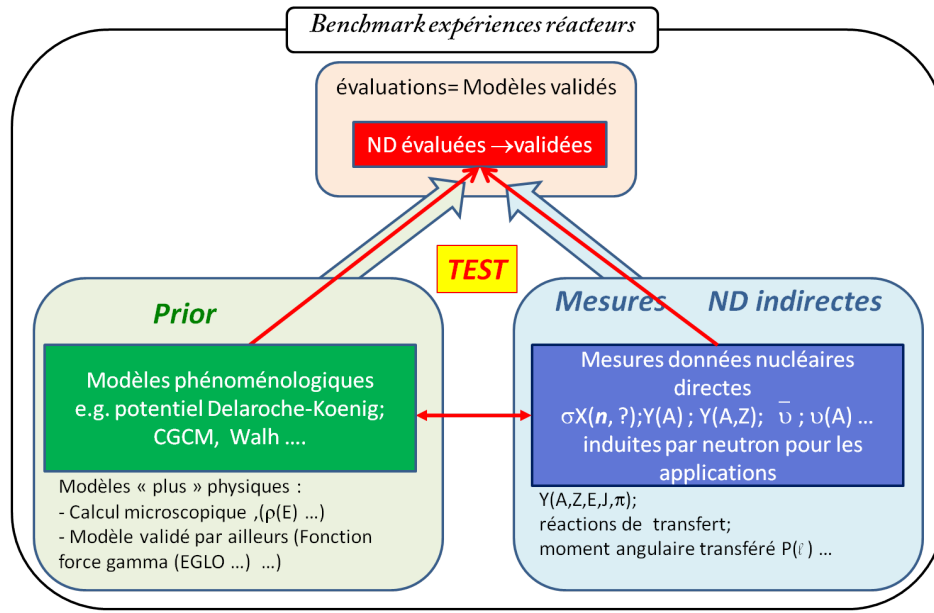 Benchmark expériences réacteurs
évaluations= Modèles validés
ND évaluées →validées
TEST
Prior
Modèles phénoménologiques
e.g. potentiel Delaroche-Koenig;
CGCM, Walh ....
Modèles « plus » physiques :
- Calcul microscopique ,(ρ(E) ...)
- Modèle validé par ailleurs (Fonction
force gamma (EGLO ...) ...)
Mesures ND indirectes
Mesures données nucléaires
directes
σX(n, ?);Y(A) ; Y(A,Z); ῡ ; υ(A) ...
induites par neutron pour les
applications
Y(A,Z,E,J,π);
réactions de transfert;
moment angulaire transféré P(ℓ) ...